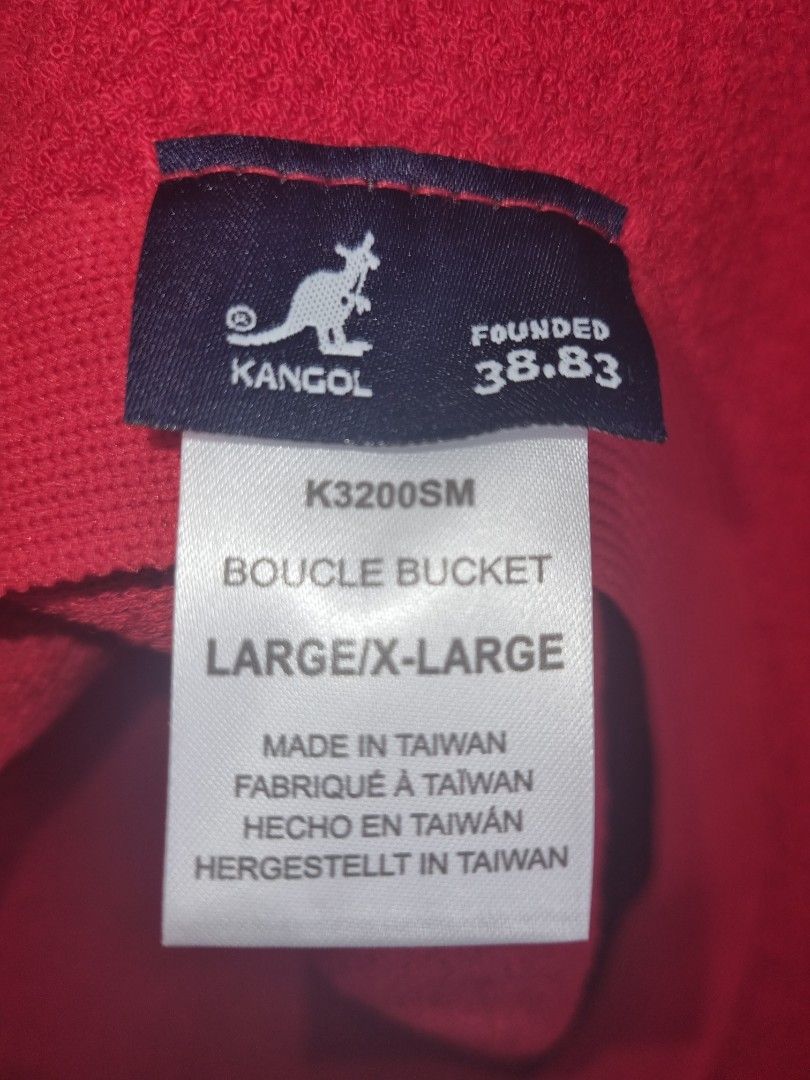 ®
KANGOL
FOUNDED
38.83
K3200SM
BOUCLE BUCKET
LARGE/X-LARGE
MADE IN TAIWAN
FABRIQUÉ À TAÏWAN
HECHO EN TAIWÁN
HERGESTELLT IN TAIWAN